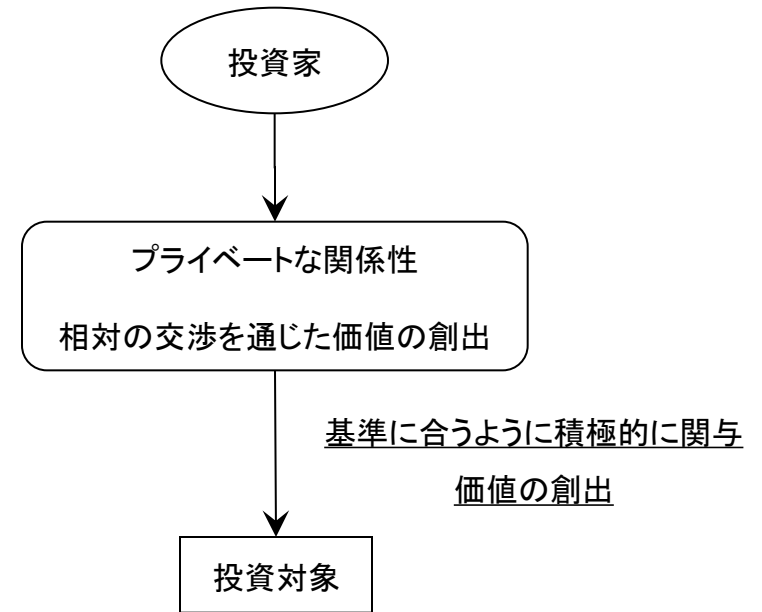 投資家
プライベートな関係性
相対の交渉を通じた価値の創出
基準に合うように積極的に関与
価値の創出
投資対象